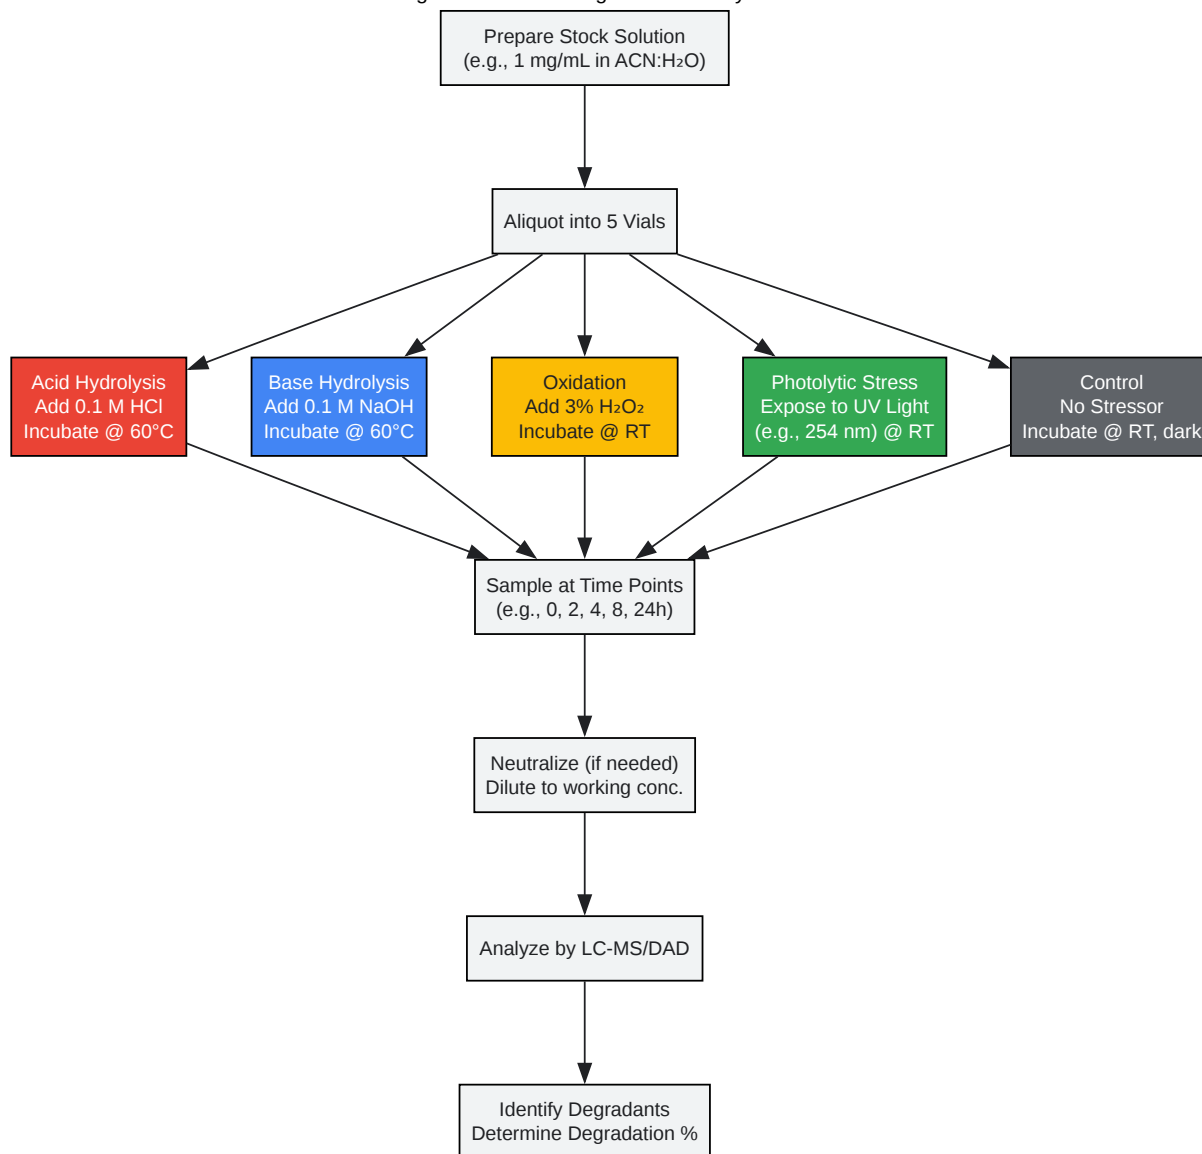 Prepare Stock Solution
(e.g., 1 mg/mL in ACN:H₂O)
Aliquot into 5 Vials
Acid Hydrolysis
Add 0.1 M HCl
Incubate @ 60°C
Base Hydrolysis
Add 0.1 M NaOH
Incubate @ 60°C
Oxidation
Add 3% H₂O₂
Incubate @ RT
Photolytic Stress
Expose to UV Light
(e.g., 254 nm) @ RT
Control
No Stressor
Incubate @ RT, dark
Sample at Time Points
(e.g., 0, 2, 4, 8, 24h)
Neutralize (if needed)
Dilute to working conc.
Analyze by LC-MS/DAD
Identify Degradants
Determine Degradation %